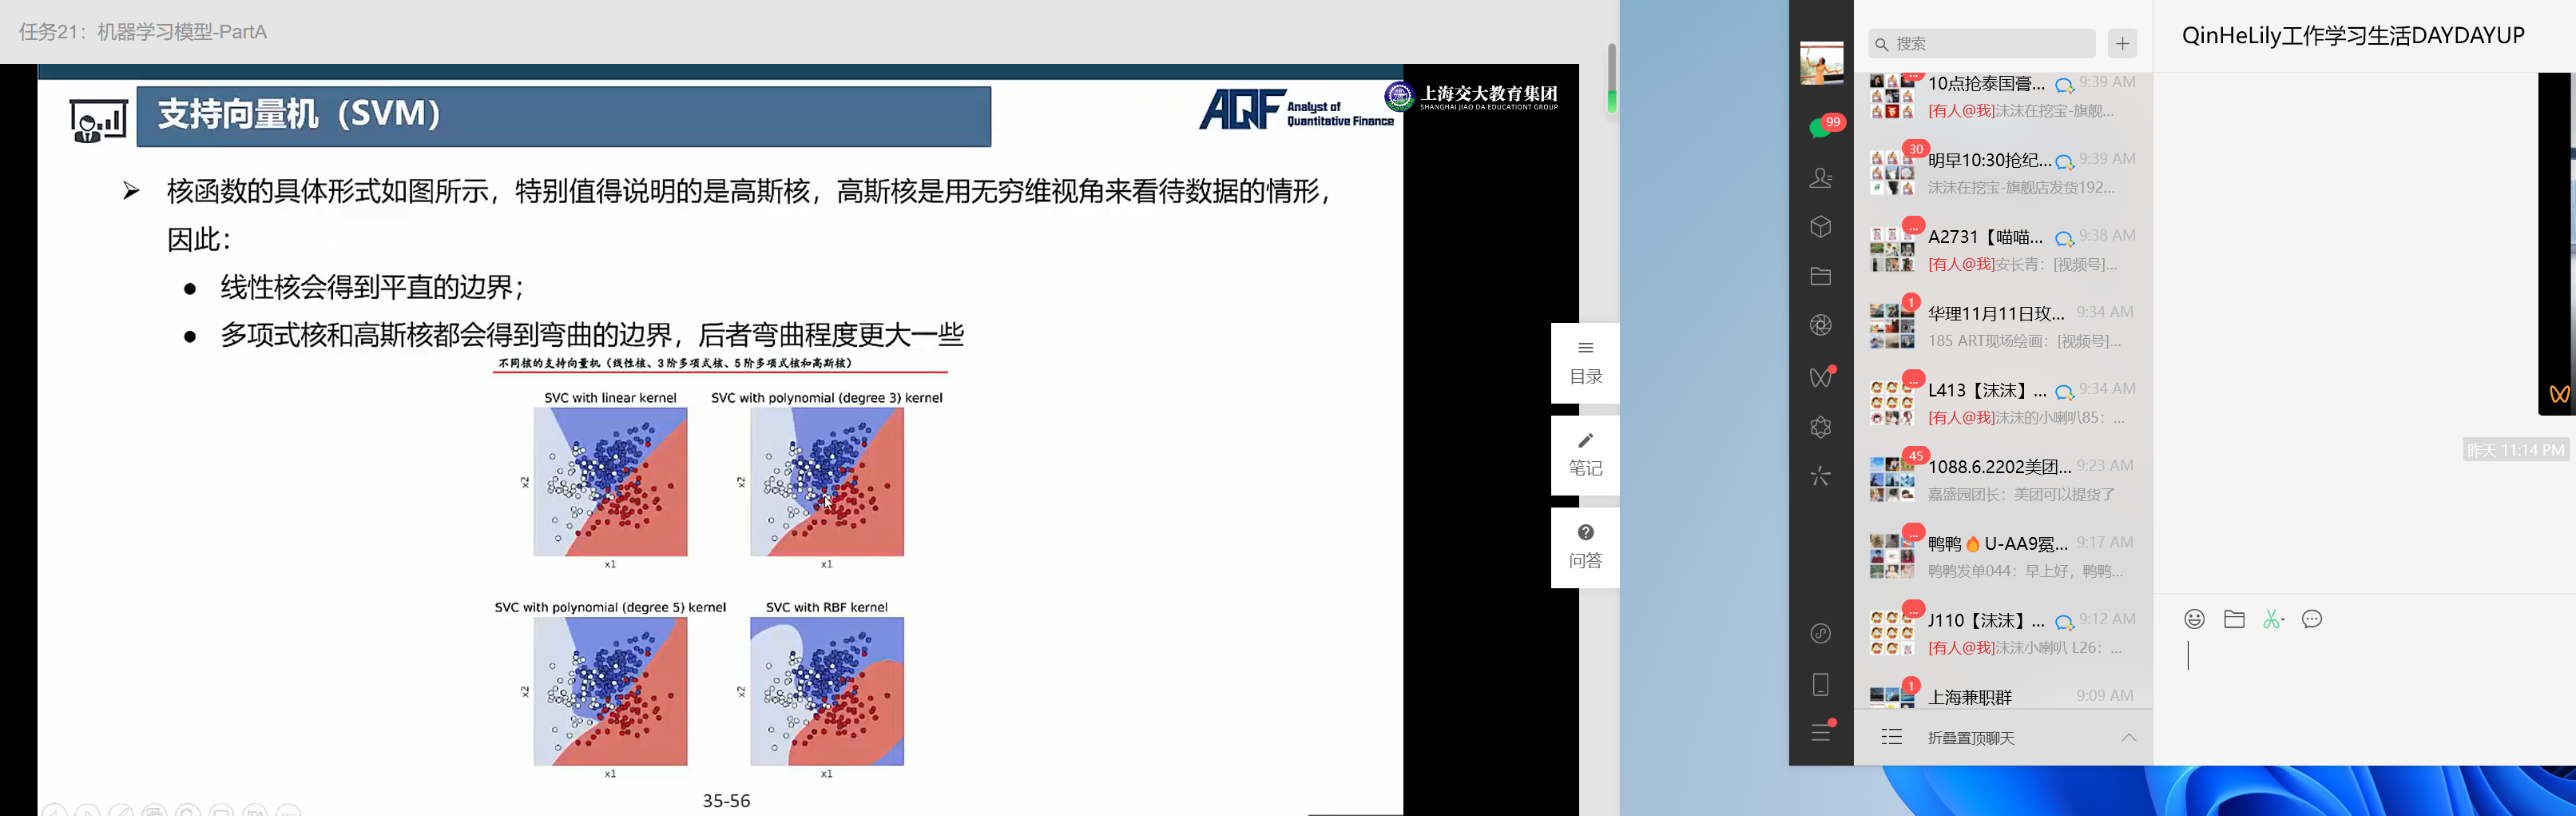 任务21：机器学习模型-PartA
支持向量机（SVM）
AQF Analyst of
Quantitative Finance
上海交大教育集团
SHANGHAI JIAO DA EDUCATIONT GROUP
核函数的具体形式如图所示，特别值得说明的是高斯核，高斯核是用无穷维视角来看待数据的情形，
因此：
线性核会得到平直的边界；
多项式核和高斯核都会得到弯曲的边界，后者弯曲程度更大一些
不同核的支持向量机（线性核、3阶多项式核、5阶多项式核和高斯核）
SVC with linear kernel
x2
x1
SVC with polynomial (degree 3) kernel
x2
x1
SVC with polynomial (degree 5) kernel
x2
x1
SVC with RBF kernel
x2
x1
35-56
目录
笔记
问答
99
搜索
...
10点抢泰国膏... 9:39 AM
[有人@我]沫沫在挖宝-旗舰...
30
明早10:30抢纪... 9:39 AM
沫沫在挖宝-旗舰店发货192...
...
A2731【喵喵... 9:38 AM
[有人@我]安长青：[视频号]...
1
华理11月11日玫... 9:34 AM
185 ART现场绘画：[视频号]...
...
L413【沫沫】... 9:34 AM
[有人@我]沫沫的小喇叭85：...
45
1088.6.2202美团... 9:23 AM
嘉盛园团长：美团可以提货了
...
鸭鸭🔥U-AA9冕... 9:17 AM
鸭鸭发单044：早上好，鸭鸭...
...
J110【沫沫】... 9:12 AM
[有人@我]沫沫小喇叭 L26：...
1
上海兼职群 9:09 AM
折叠置顶聊天
QinHeLily工作学习生活DAYDAYUP
昨天 11:14 PM